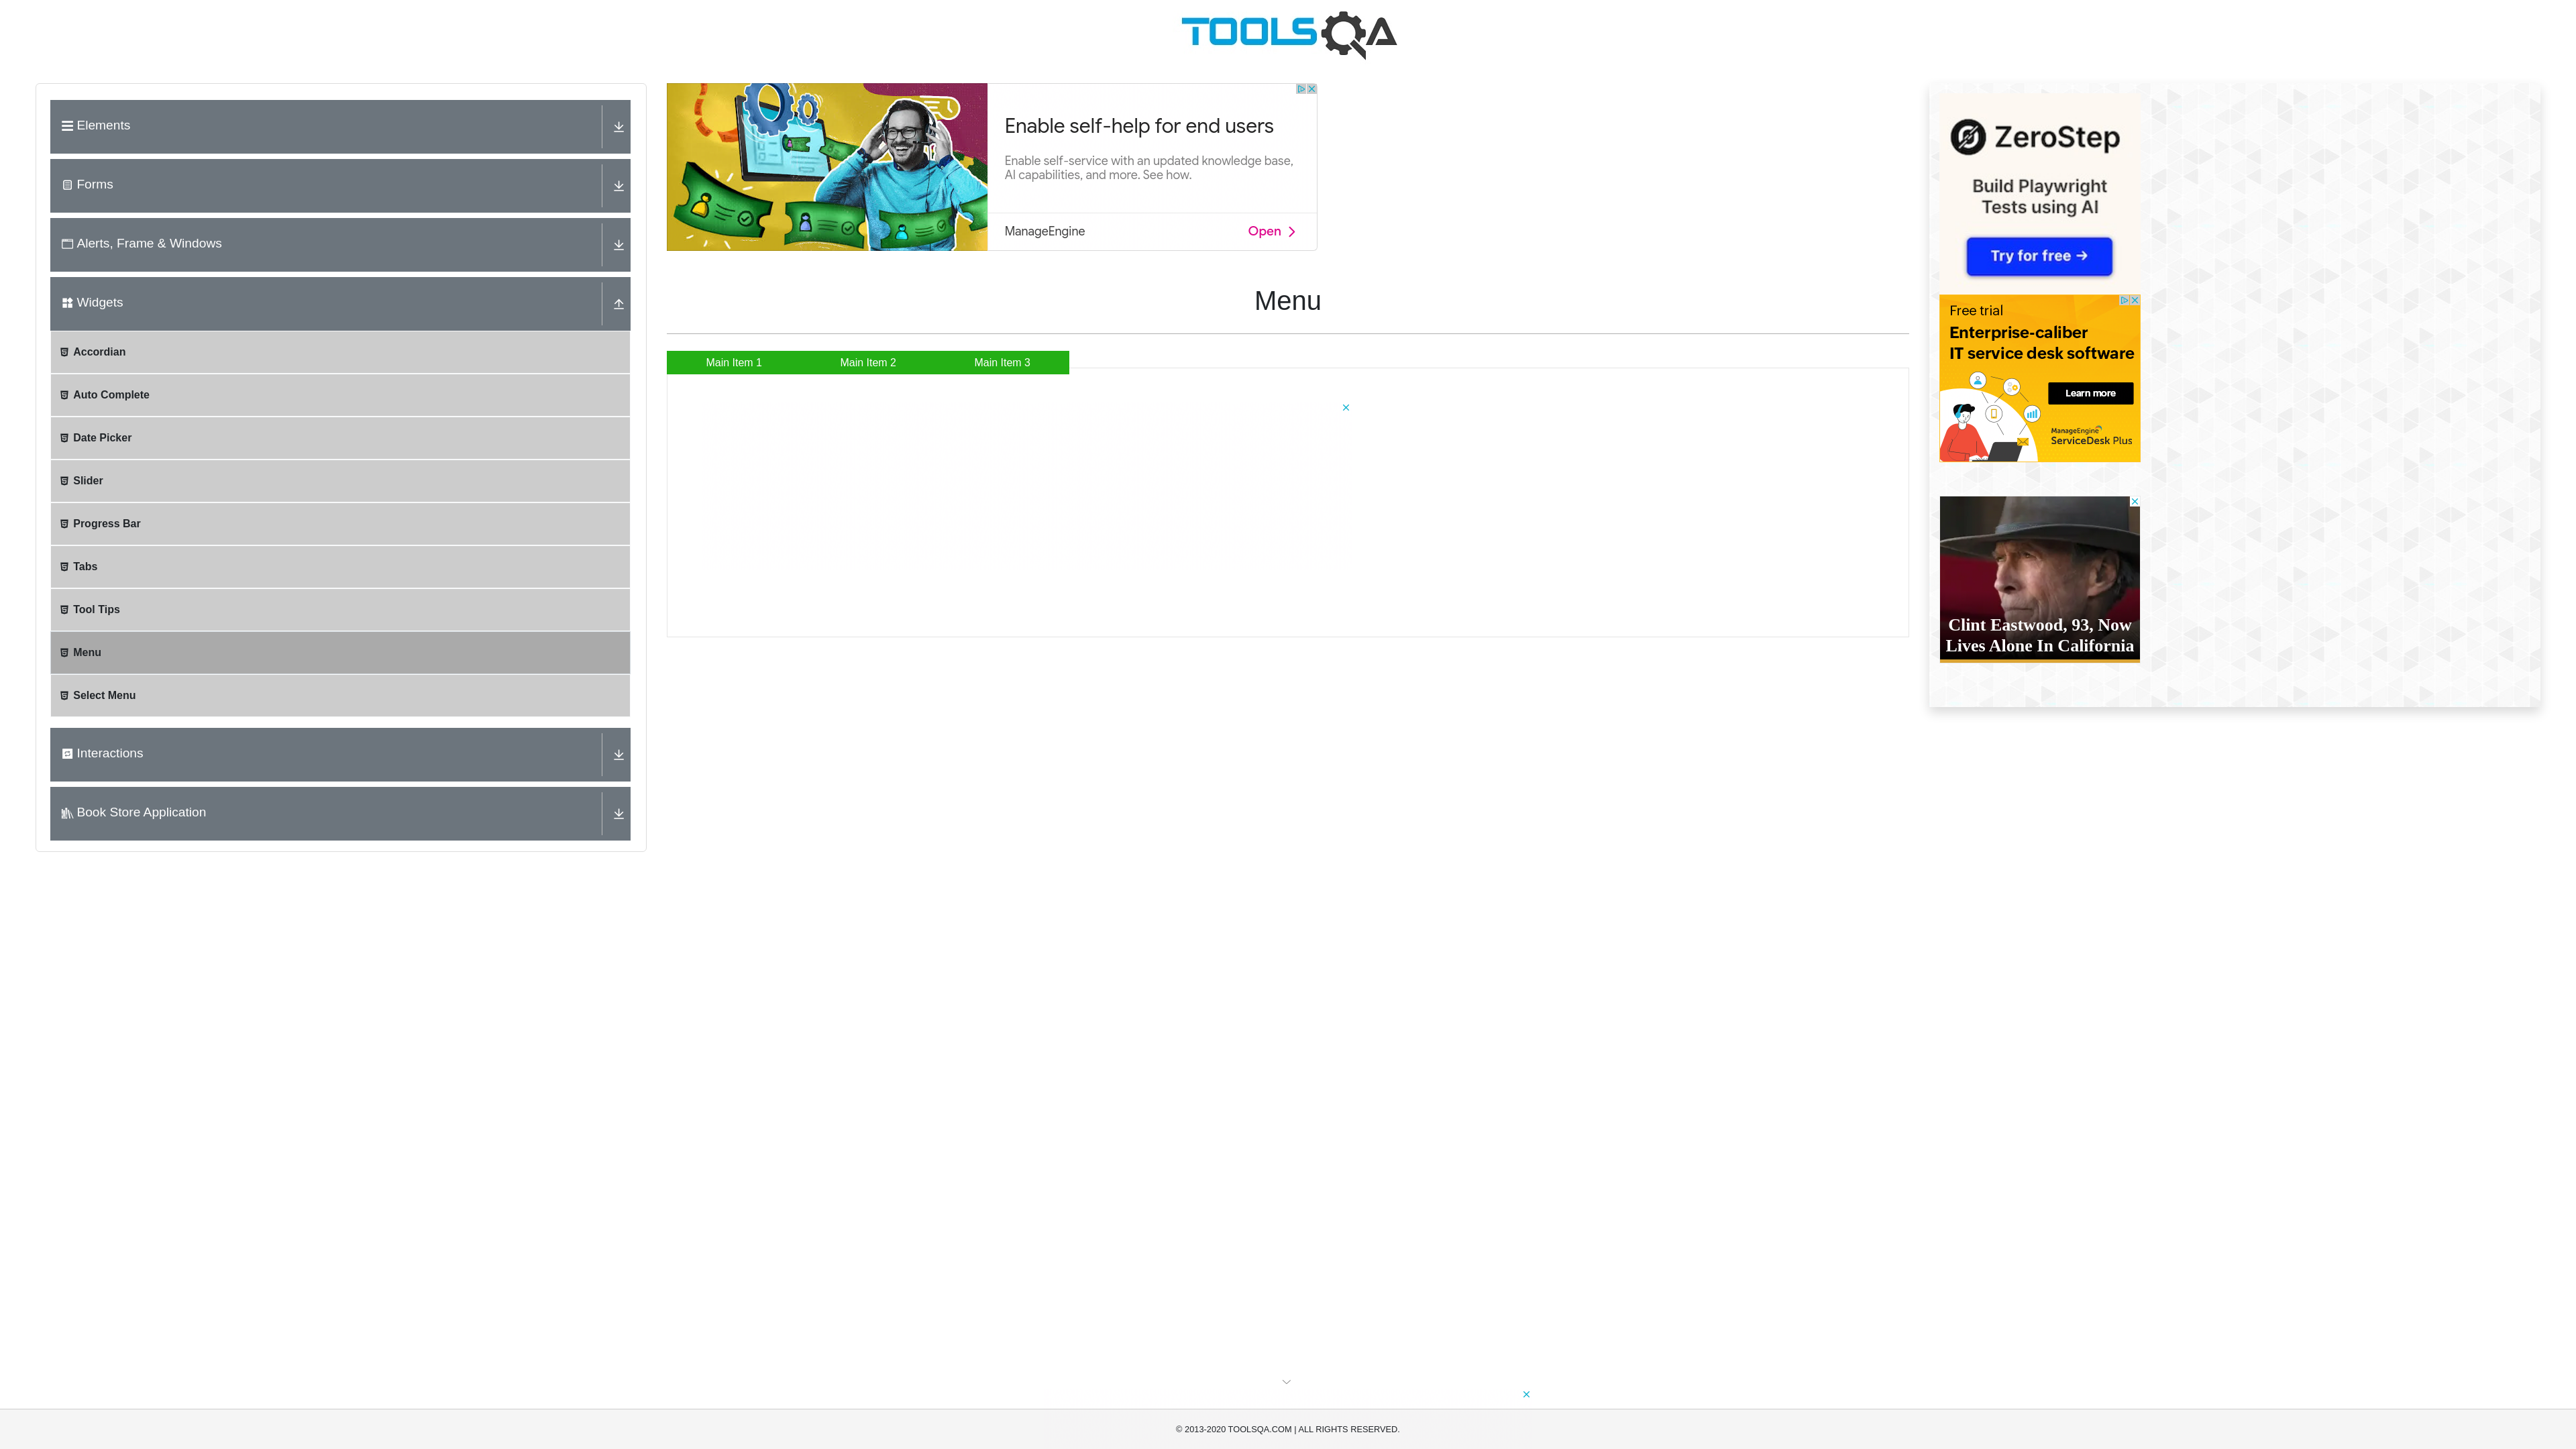 TOOLSQA
Elements
Forms
Alerts, Frame & Windows
Widgets
Accordian
Auto Complete
Date Picker
Slider
Progress Bar
Tabs
Tool Tips
Menu
Select Menu
Interactions
Book Store Application
Enable self-help for end users
Enable self-service with an updated knowledge base,
AI capabilities, and more. See how.
ManageEngine
Open
Menu
Main Item 1
Main Item 2
Main Item 3
ZeroStep
Build Playwright
Tests using AI
Try for free →
Free trial
Enterprise-caliber
IT service desk software
Learn more
ManageEngine
ServiceDesk Plus
Clint Eastwood, 93, Now
Lives Alone In California
© 2013-2020 TOOLSQA.COM | ALL RIGHTS RESERVED.